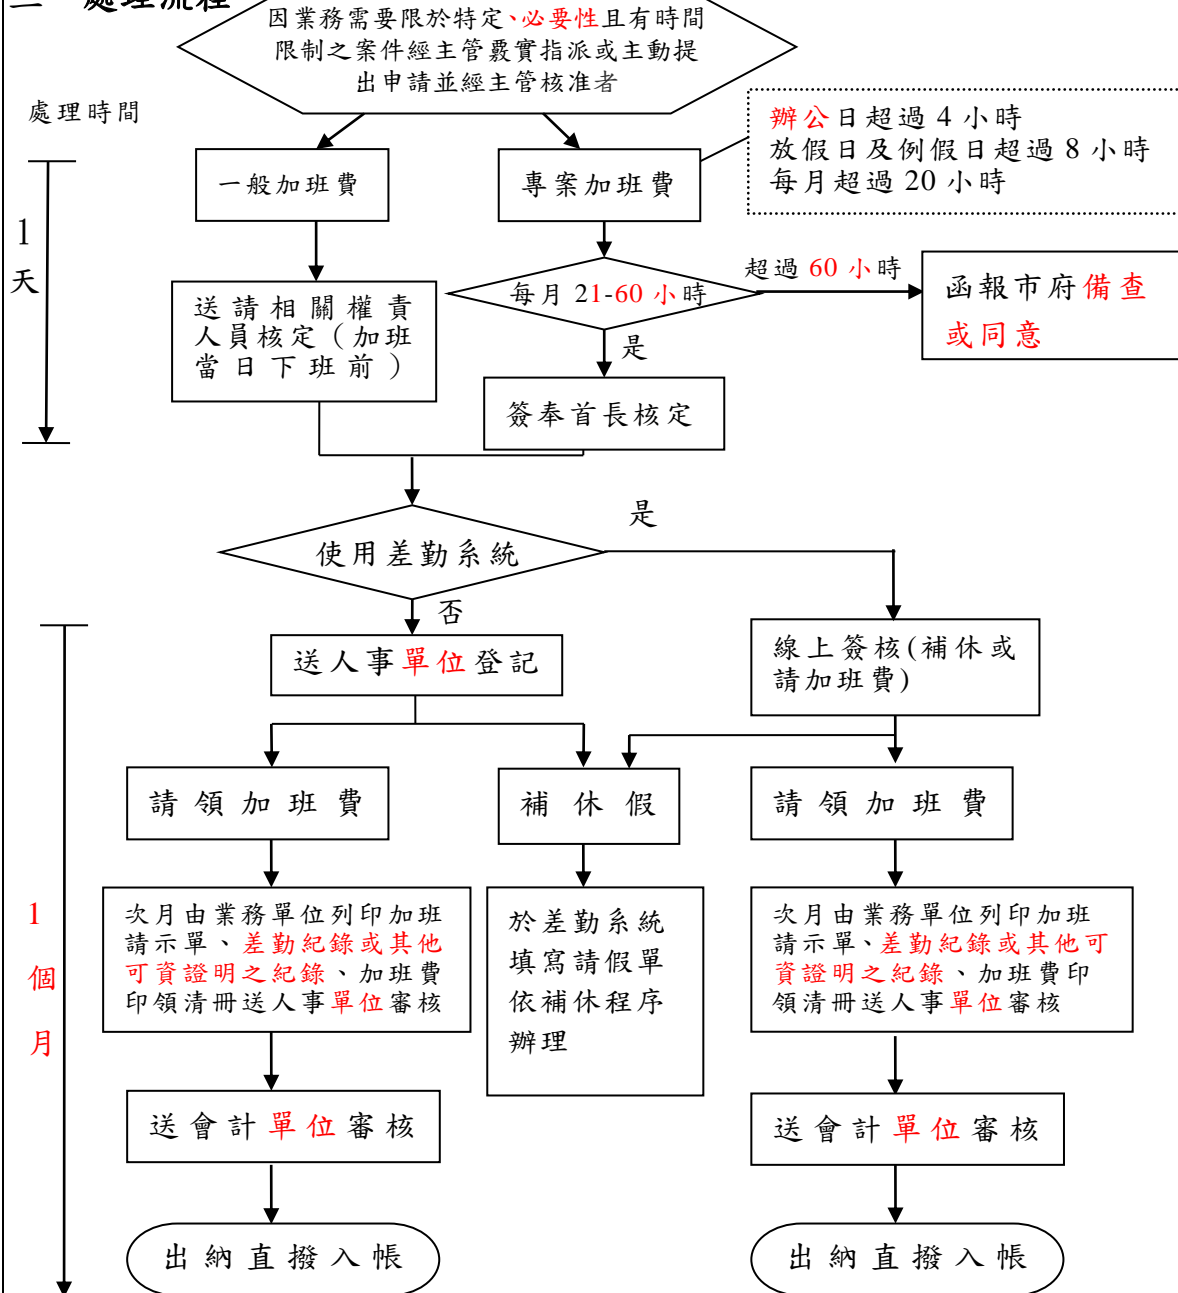 處理流程
因業務需要限於特定、必要性且有時間
限制之案件經主管覈實指派或主動提
出申請並經主管核准者
處理時間
辦公日超過 4 小時
放假日及例假日超過 8 小時
每月超過 20 小時
一般加班費
專案加班費
1
天
送請相關權責
人員核定（加班
當日下班前）
每月 21-60 小時
超過 60 小時
函報市府備查
或同意
是
簽奉首長核定
使用差勤系統
是
否
送人事單位登記
線上簽核(補休或
請加班費)
請領加班費
補休假
請領加班費
1
個
月
次月由業務單位列印加班
請示單、差勤紀錄或其他
可資證明之紀錄、加班費
印領清冊送人事單位審核
於差勤系統
填寫請假單
依補休程序
辦理
次月由業務單位列印加班
請示單、差勤紀錄或其他可
資證明之紀錄、加班費印
領清冊送人事單位審核
送會計單位審核
送會計單位審核
出納直撥入帳
出納直撥入帳